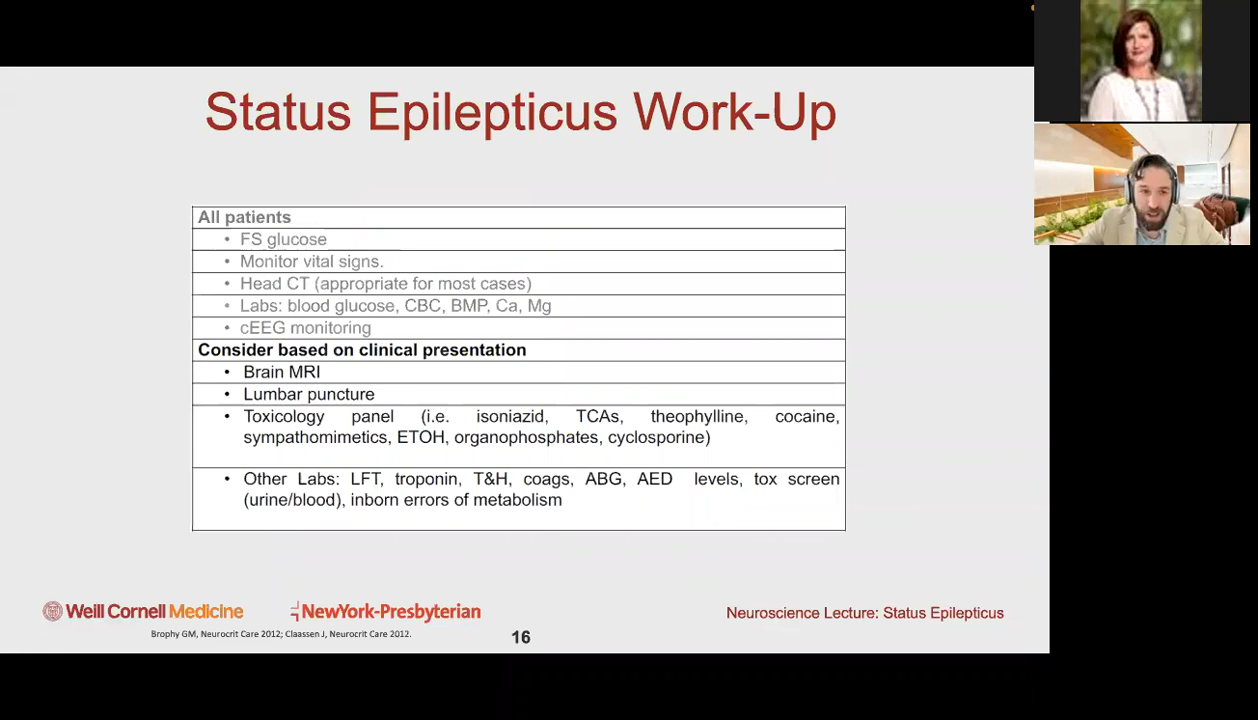 Status Epilepticus Work-Up
All patients
• FS glucose
• Monitor vital signs.
• Head CT (appropriate for most cases)
• Labs: blood glucose, CBC, BMP, Ca, Mg
• cEEG monitoring
Consider based on clinical presentation
• Brain MRI
• Lumbar puncture
• Toxicology panel (i.e. isoniazid, TCAs, theophylline, cocaine,
sympathomimetics, ETOH, organophosphates, cyclosporine)
• Other Labs: LFT, troponin, T&H, coags, ABG, AED levels, tox screen
(urine/blood), inborn errors of metabolism
Weill Cornell Medicine
NewYork-Presbyterian
Neuroscience Lecture: Status Epilepticus
Brophy GM, Neurocrit Care 2012; Claassen J, Neurocrit Care 2012.
16